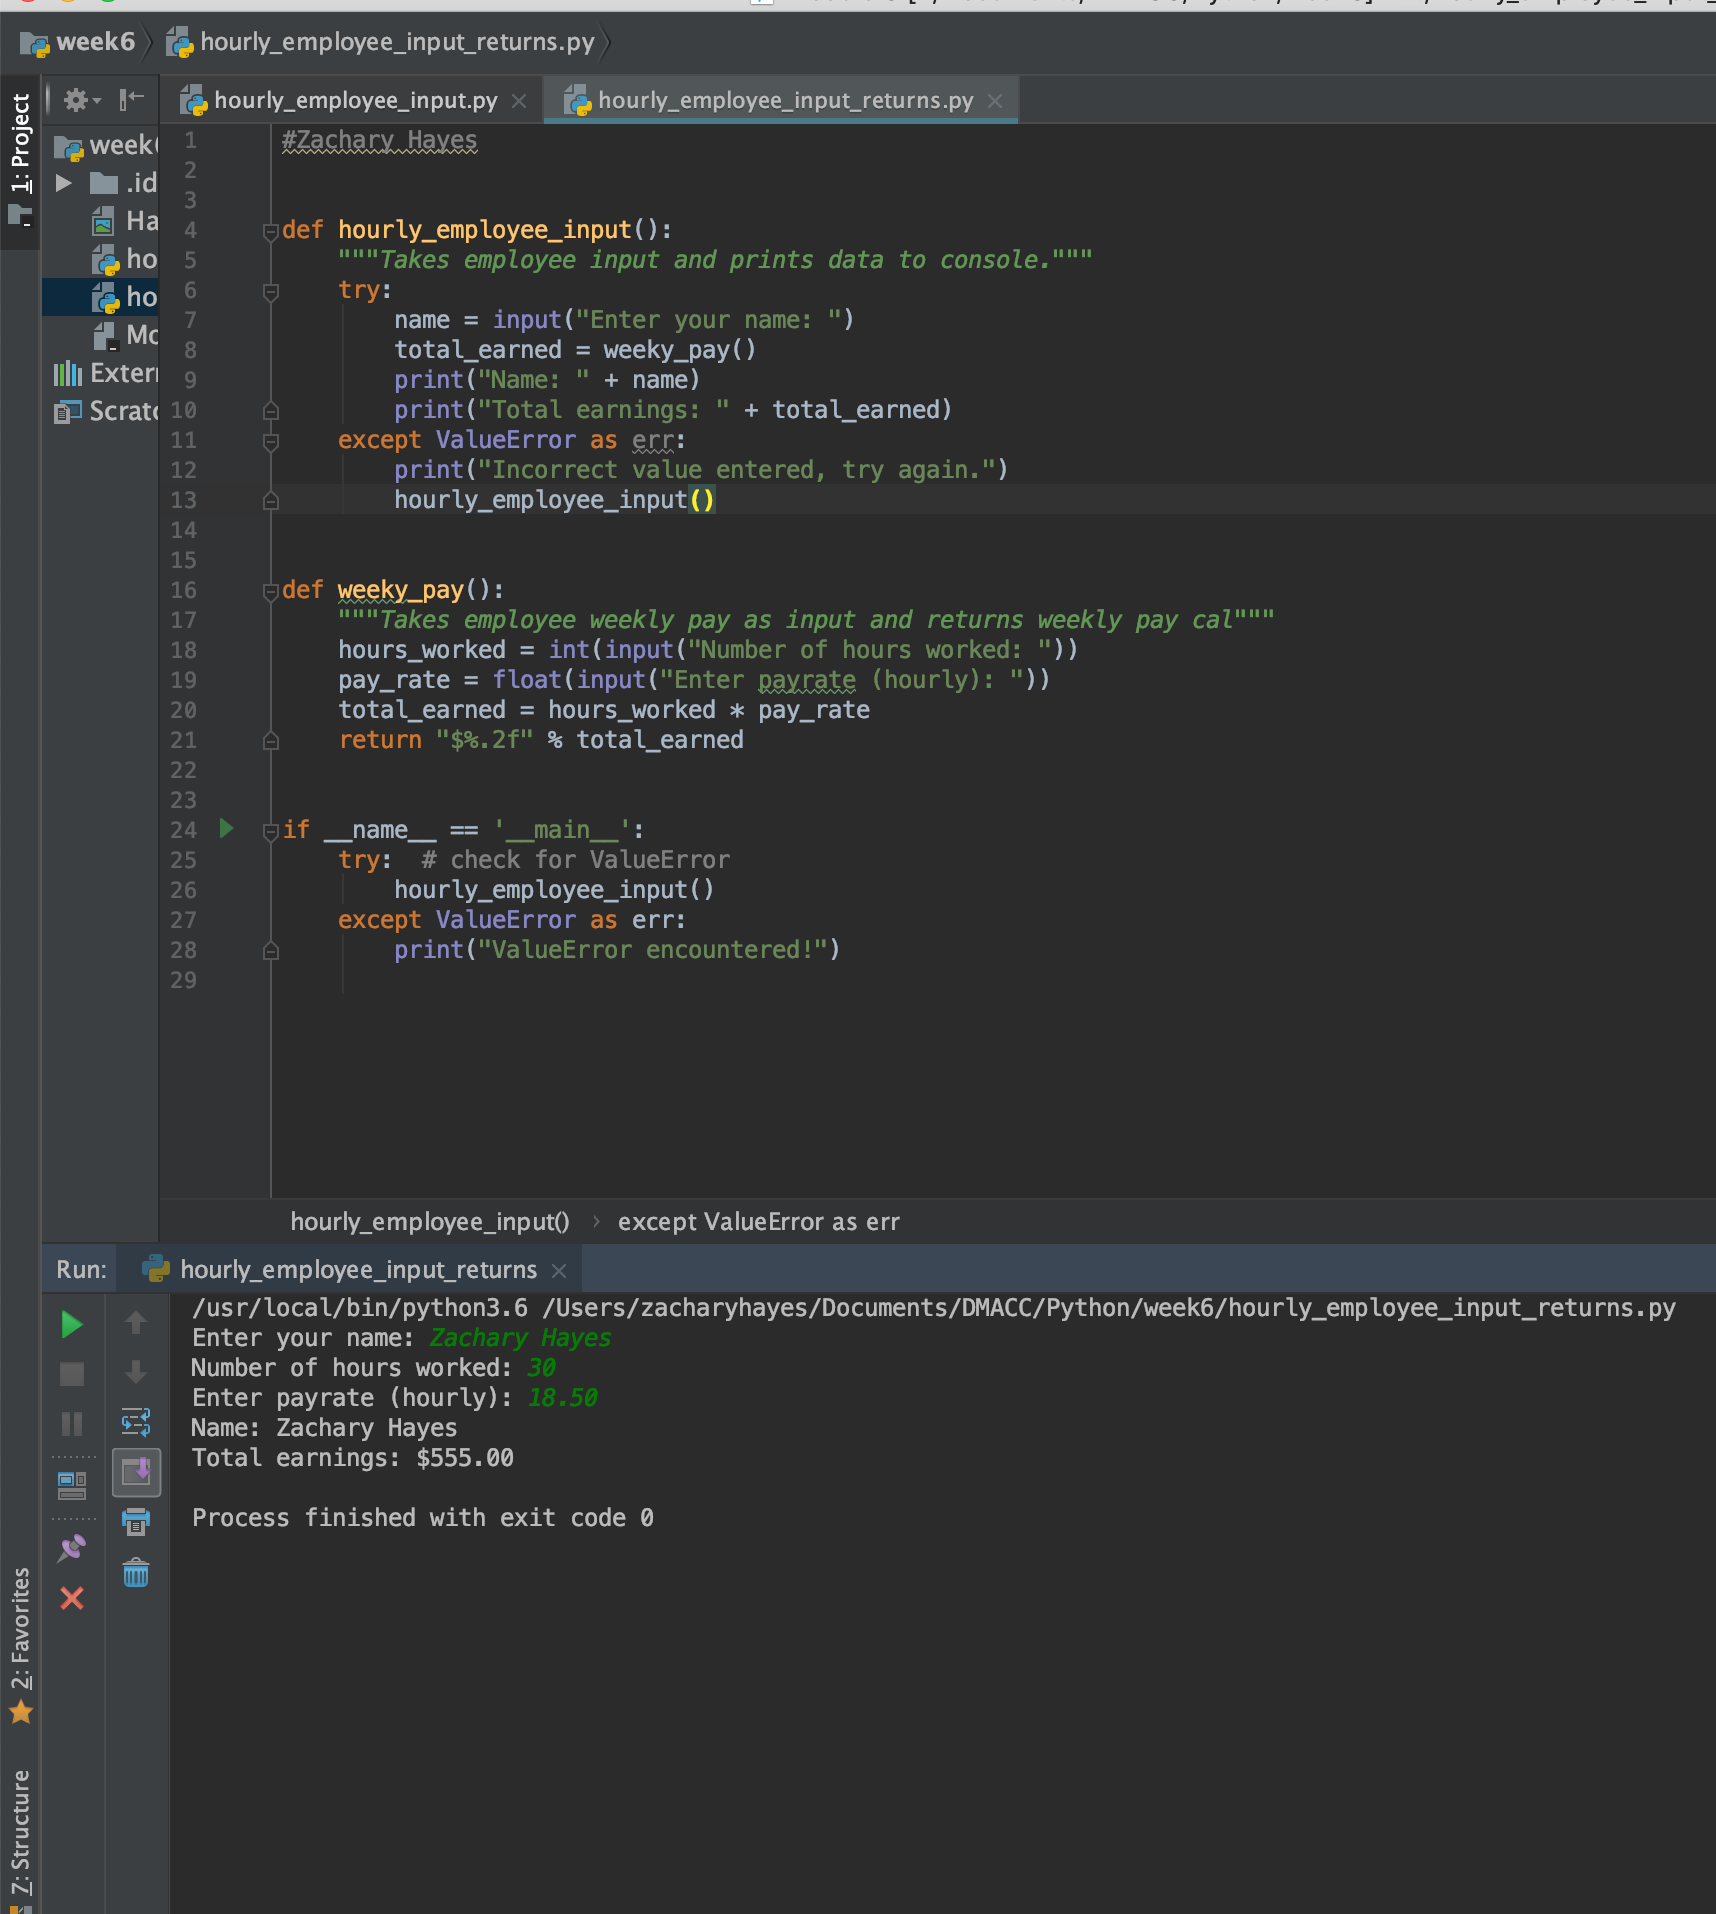 week6 hourly_employee_input_returns.py
1: Project
hourly_employee_input.py hourly_employee_input_returns.py
.id
Ha
ho
ho
Mo
1 #Zachary Hayes
2
3
4 def hourly_employee_input():
5 """Takes employee input and prints data to console."""
6 try:
7 name = input("Enter your name: ")
8 total_earned = weeky_pay()
9 print("Name: " + name)
10 print("Total earnings: " + total_earned)
11 except ValueError as err:
12 print("Incorrect value entered, try again.")
13 hourly_employee_input()
14
15
16 def weeky_pay():
17 """Takes employee weekly pay as input and returns weekly pay cal"""
18 hours_worked = int(input("Number of hours worked: "))
19 pay_rate = float(input("Enter payrate (hourly): "))
20 total_earned = hours_worked * pay_rate
21 return "$%.2f" % total_earned
22
23
24 if __name__ == '__main__':
25 try: # check for ValueError
26 hourly_employee_input()
27 except ValueError as err:
28 print("ValueError encountered!")
29
hourly_employee_input() › except ValueError as err
Run: hourly_employee_input_returns
/usr/local/bin/python3.6 /Users/zacharyhayes/Documents/DMACC/Python/week6/hourly_employee_input_returns.py
Enter your name: Zachary Hayes
Number of hours worked: 30
Enter payrate (hourly): 18.50
Name: Zachary Hayes
Total earnings: $555.00
Process finished with exit code 0
2: Favorites
7: Structure